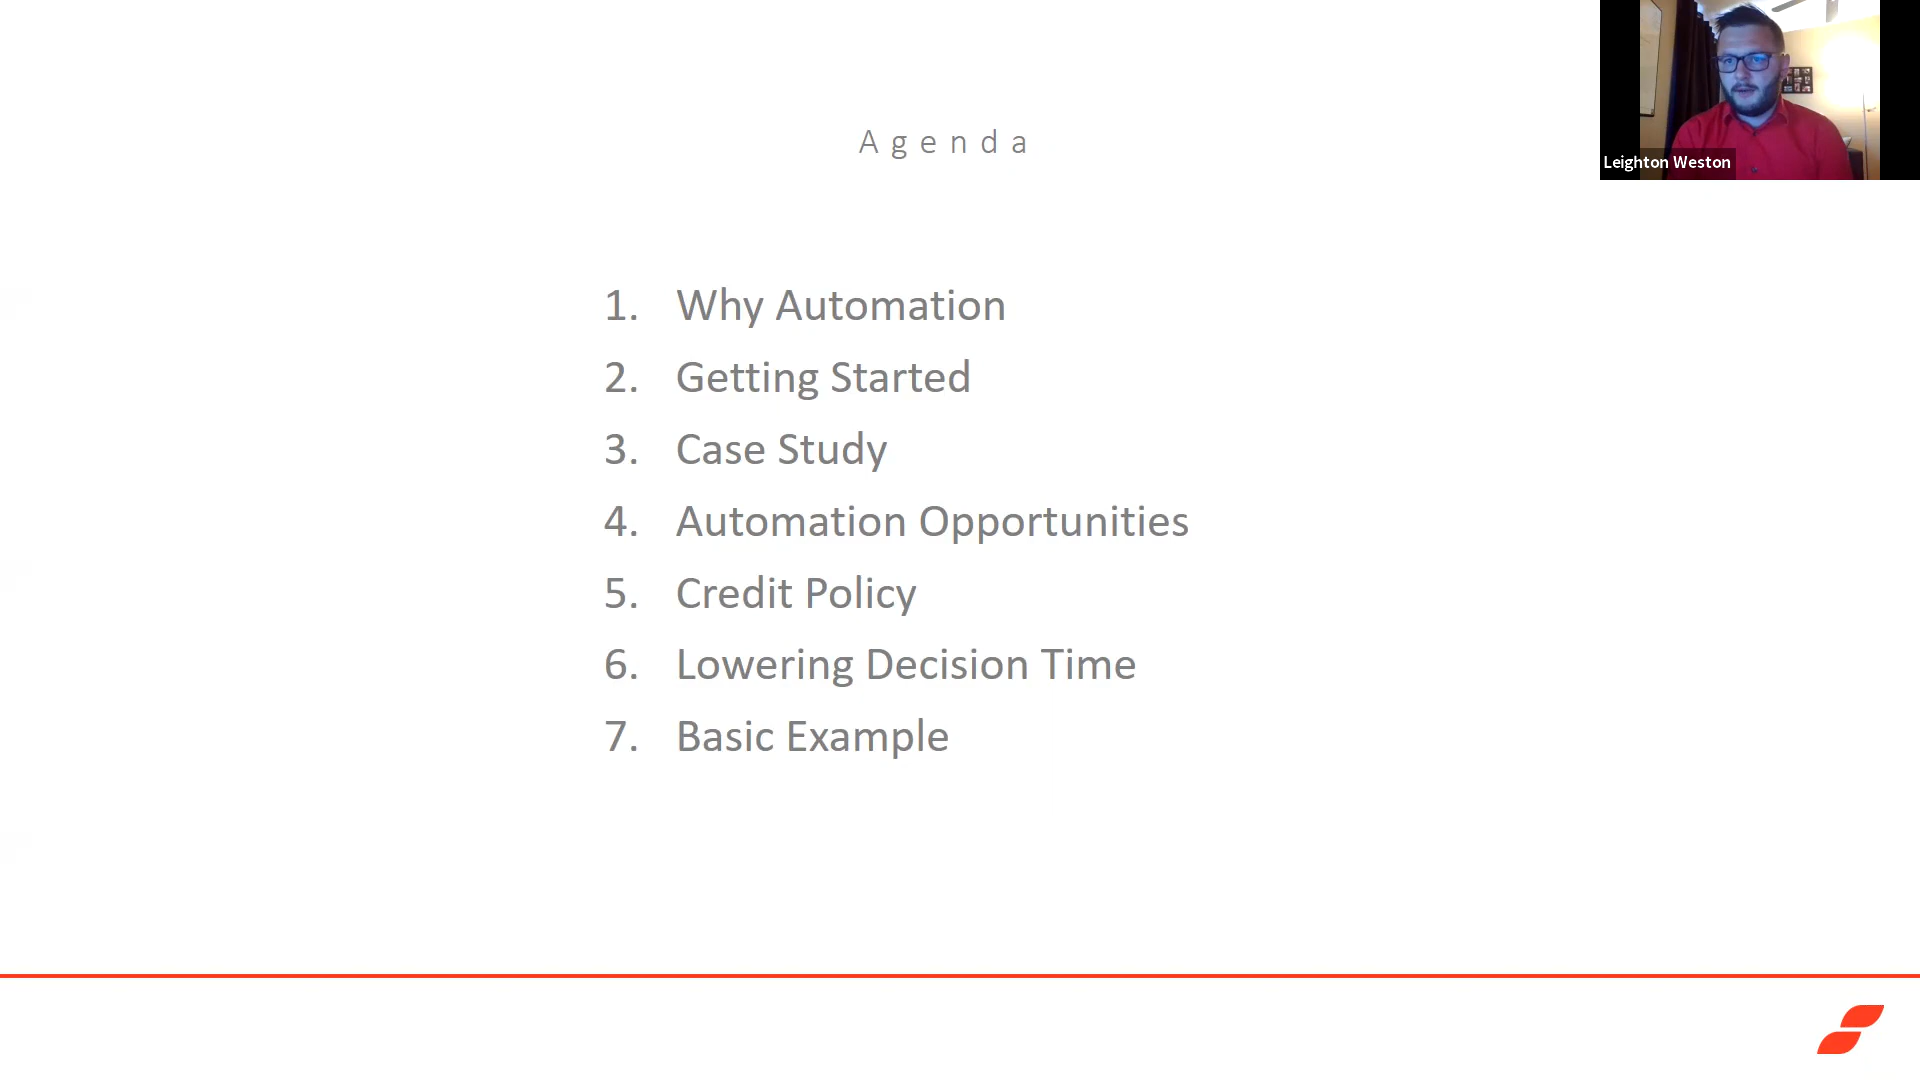 Agenda
Leighton Weston
1. Why Automation
2. Getting Started
3. Case Study
4. Automation Opportunities
5. Credit Policy
6. Lowering Decision Time
7. Basic Example